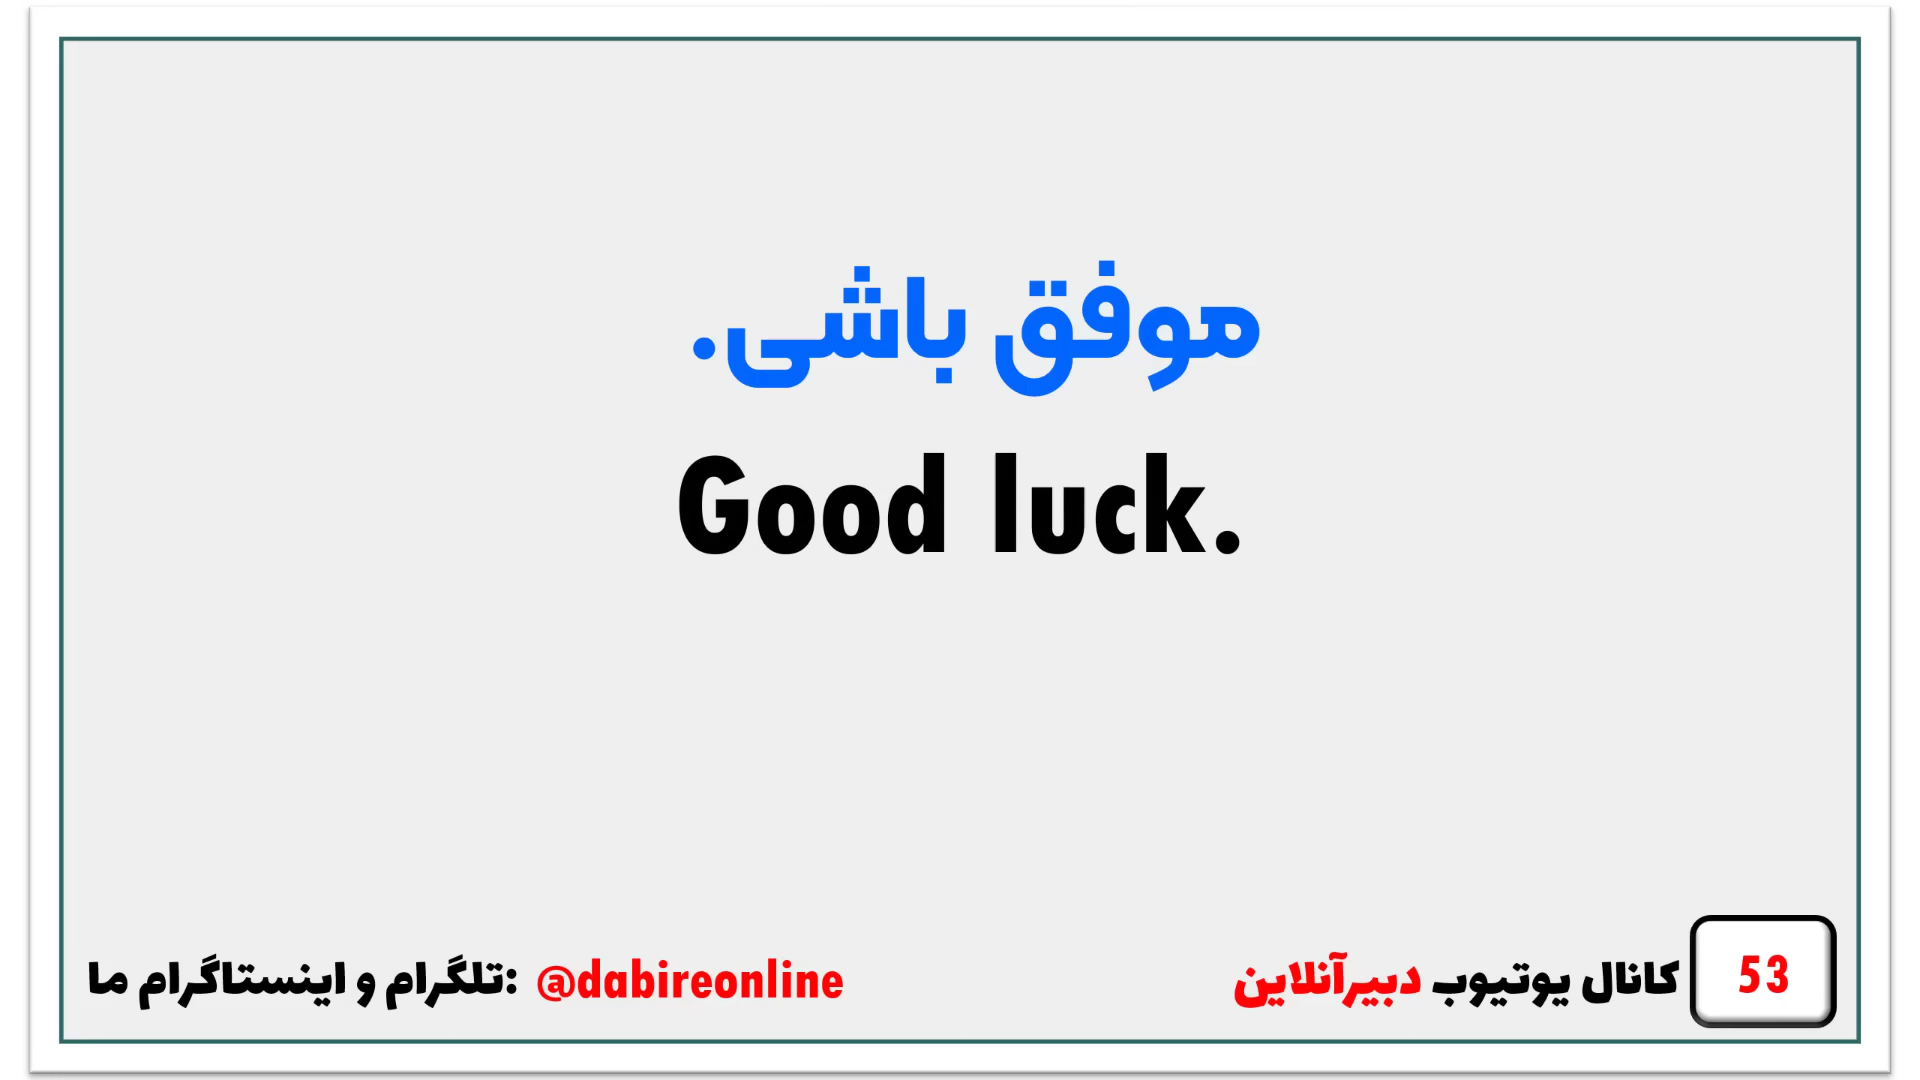 موفق باشی.
Good luck.
تلگرام و اینستاگرام ما: @dabireonline
کانال یوتیوب دبیرآنلاین
53